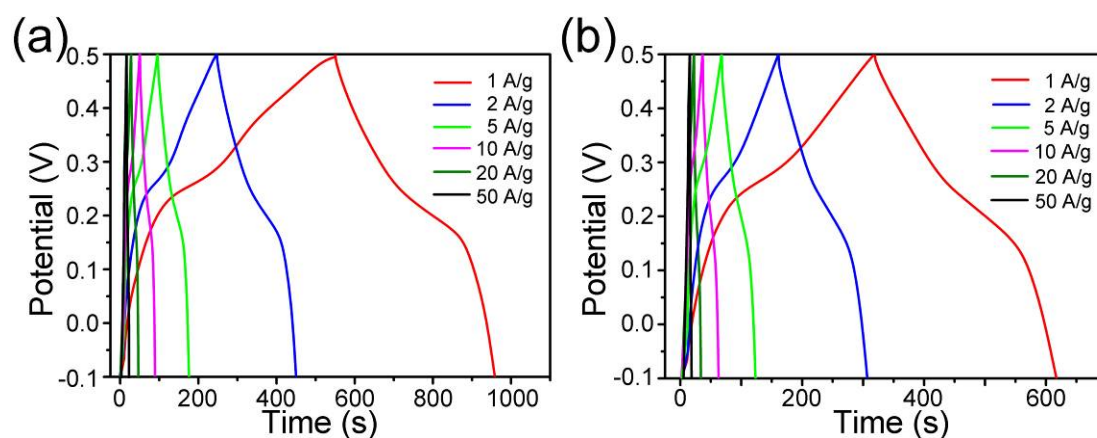 (a)
0.5
0.4
0.3
0.2
0.1
0.0
-0.1
Potential (V)
0 200 400 600 800 1000
Time (s)
1 A/g
2 A/g
5 A/g
10 A/g
20 A/g
50 A/g
(b)
0.5
0.4
0.3
0.2
0.1
0.0
-0.1
Potential (V)
0 200 400 600
Time (s)
1 A/g
2 A/g
5 A/g
10 A/g
20 A/g
50 A/g